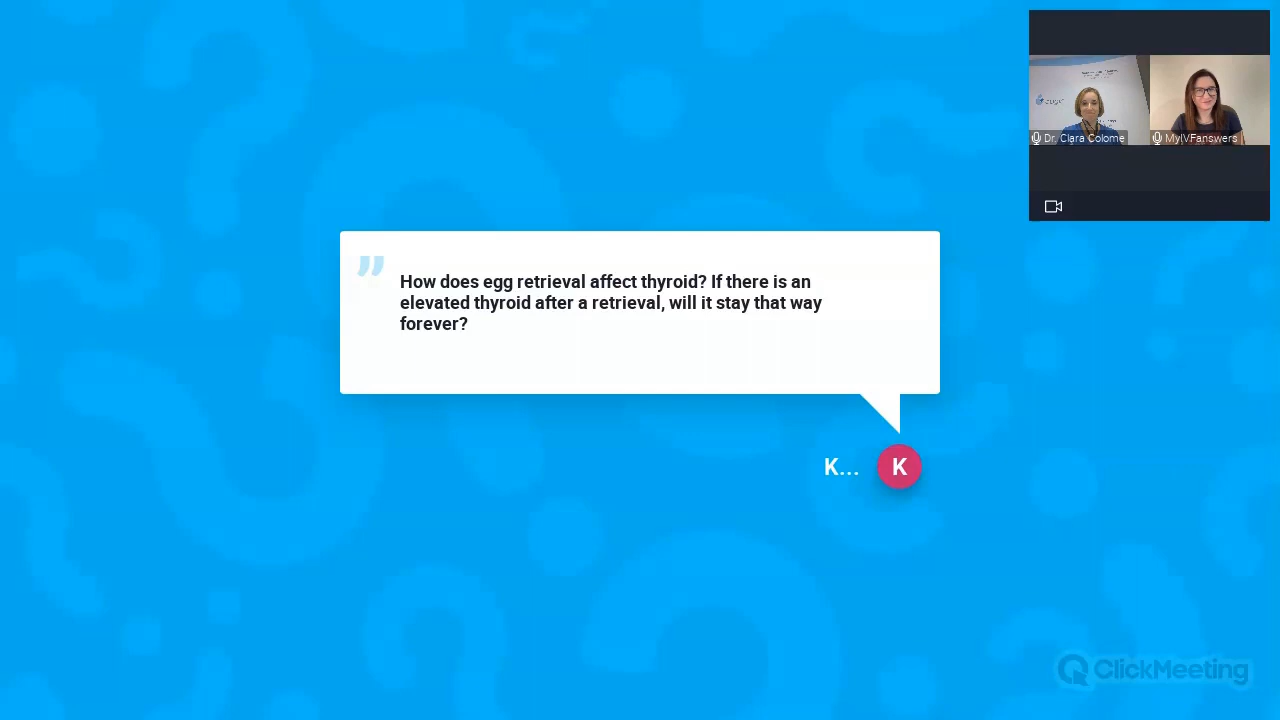 Dr. Clara Colome
MyIVFanswers
How does egg retrieval affect thyroid? If there is an
elevated thyroid after a retrieval, will it stay that way
forever?
K...
K
ClickMeeting